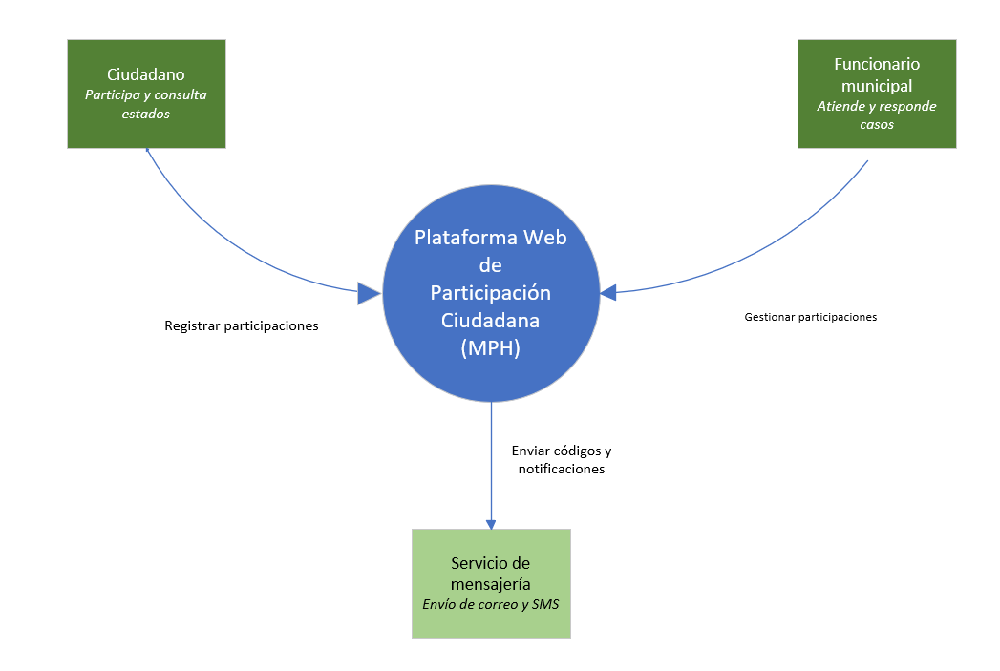 Ciudadano
Participa y consulta
estados
Funcionario
municipal
Atiende y responde
casos
Plataforma Web
de
Participación
Ciudadana
(MPH)
Registrar participaciones
Gestionar participaciones
Enviar códigos y
notificaciones
Servicio de
mensajería
Envío de correo y SMS